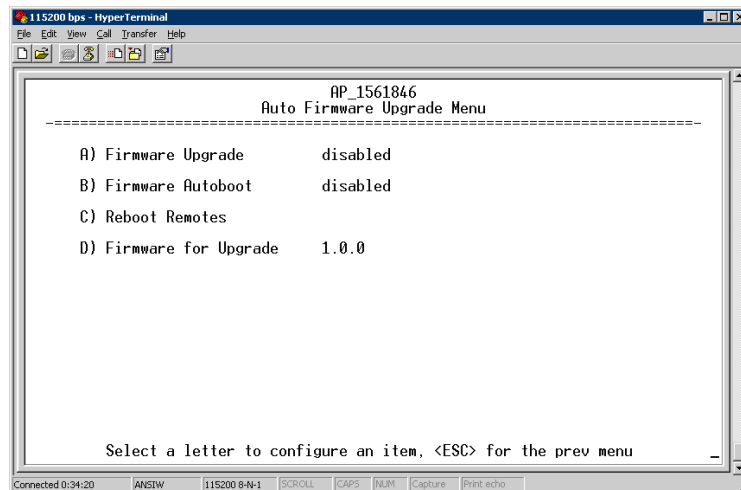 115200 bps - HyperTerminal
File Edit View Call Transfer Help
AP_1561846
Auto Firmware Upgrade Menu
-==============================================================================-
A) Firmware Upgrade disabled
B) Firmware Autoboot disabled
C) Reboot Remotes
D) Firmware for Upgrade 1.0.0
Select a letter to configure an item, <ESC> for the prev menu
Connected 0:34:20 ANSIW 115200 8-N-1 SCROLL CAPS NUM Capture Print echo